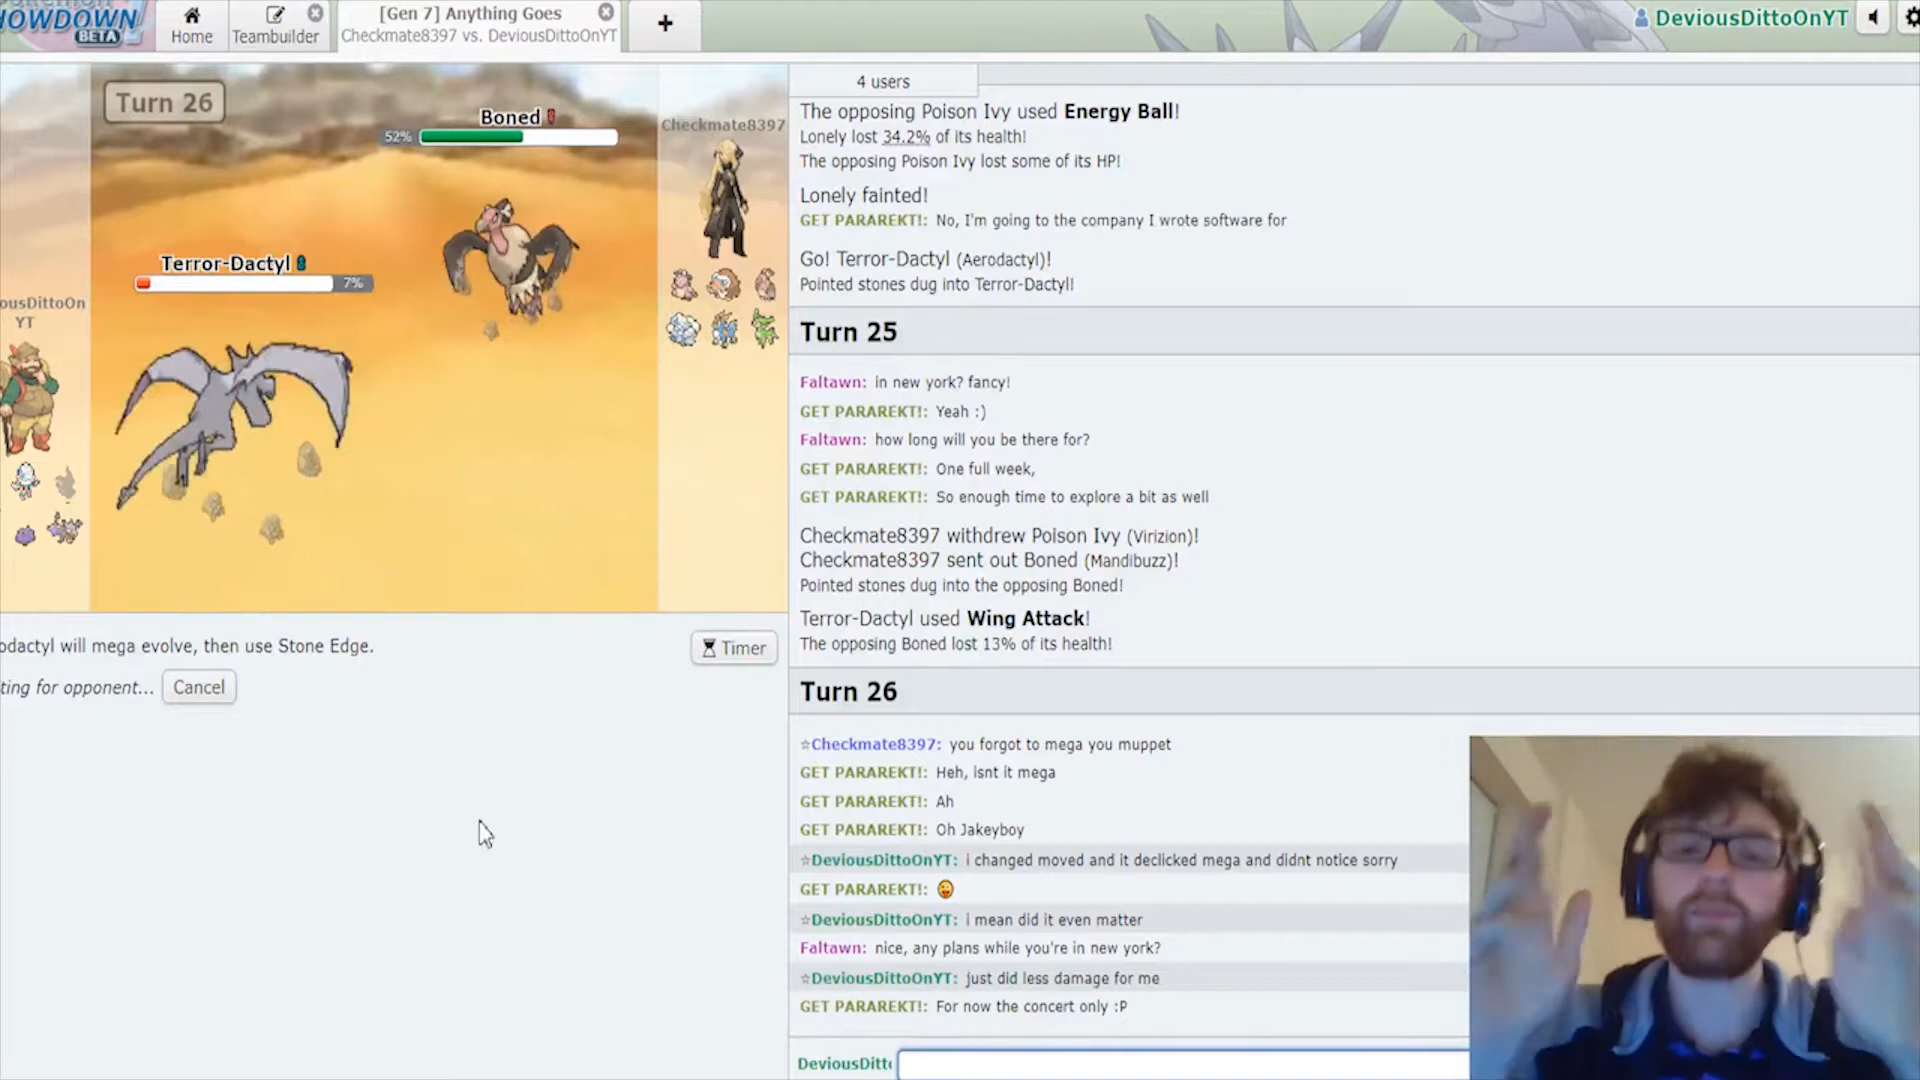 Pokémon
HOWDOWN
BETA
Home
Teambuilder
[Gen 7] Anything Goes
Checkmate8397 vs. DeviousDittoOnYT
+
DeviousDittoOnYT
Turn 26
Boned
52%
Checkmate8397
Terror-Dactyl
7%
ousDittoOn
YT
odactyl will mega evolve, then use Stone Edge.
Timer
ting for opponent...
Cancel
4 users
The opposing Poison Ivy used Energy Ball!
Lonely lost 34.2% of its health!
The opposing Poison Ivy lost some of its HP!
Lonely fainted!
GET PARAREKT!: No, I'm going to the company I wrote software for
Go! Terror-Dactyl (Aerodactyl)!
Pointed stones dug into Terror-Dactyl!
Turn 25
Faltawn: in new york? fancy!
GET PARAREKT!: Yeah :)
Faltawn: how long will you be there for?
GET PARAREKT!: One full week,
GET PARAREKT!: So enough time to explore a bit as well
Checkmate8397 withdrew Poison Ivy (Virizion)!
Checkmate8397 sent out Boned (Mandibuzz)!
Pointed stones dug into the opposing Boned!
Terror-Dactyl used Wing Attack!
The opposing Boned lost 13% of its health!
Turn 26
☆Checkmate8397: you forgot to mega you muppet
GET PARAREKT!: Heh, isnt it mega
GET PARAREKT!: Ah
GET PARAREKT!: Oh Jakeyboy
☆DeviousDittoOnYT: i changed moved and it declicked mega and didnt notice sorry
GET PARAREKT!: 😛
☆DeviousDittoOnYT: i mean did it even matter
Faltawn: nice, any plans while you're in new york?
☆DeviousDittoOnYT: just did less damage for me
GET PARAREKT!: For now the concert only :P
DeviousDitt